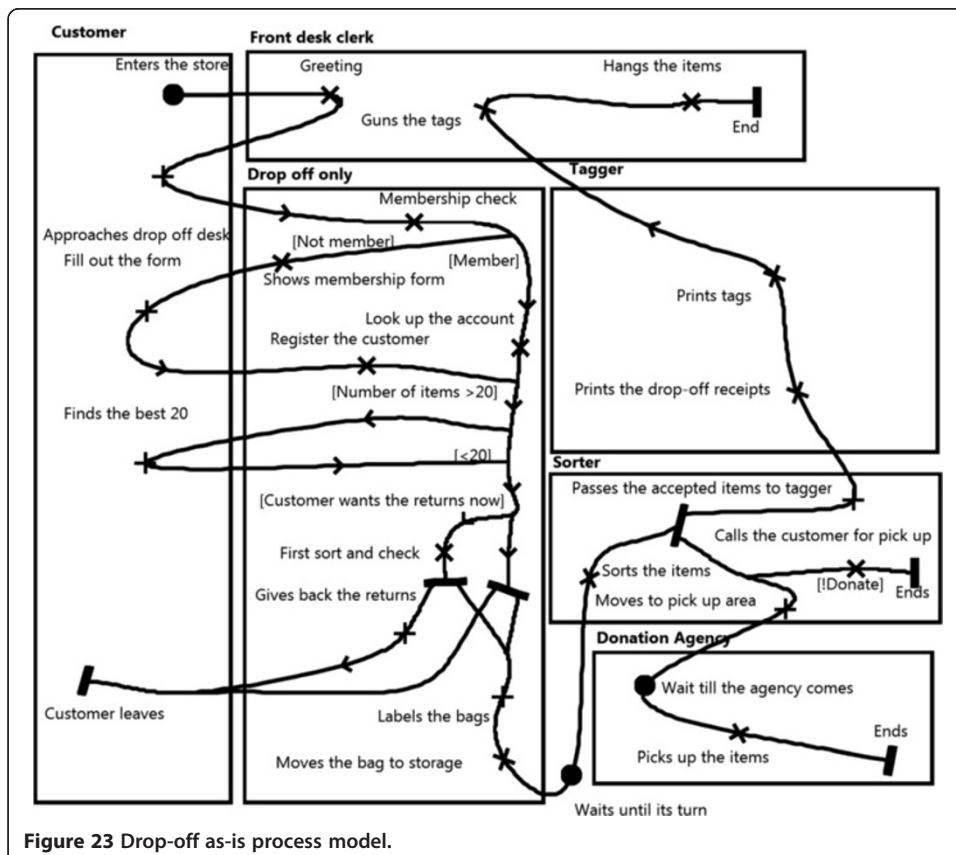 Customer
Front desk clerk
Enters the store
Greeting
Hangs the items
Guns the tags
End
Drop off only
Tagger
Membership check
Approaches drop off desk
[Not member]
Fill out the form
[Member]
Shows membership form
Prints tags
Look up the account
Register the customer
[Number of items >20]
Prints the drop-off receipts
Finds the best 20
[<20]
Sorter
Passes the accepted items to tagger
[Customer wants the returns now]
Calls the customer for pick up
First sort and check
Sorts the items
[!Donate]
Ends
Gives back the returns
Moves to pick up area
Donation Agency
Wait till the agency comes
Customer leaves
Labels the bags
Ends
Picks up the items
Moves the bag to storage
Waits until its turn
Figure 23 Drop-off as-is process model.